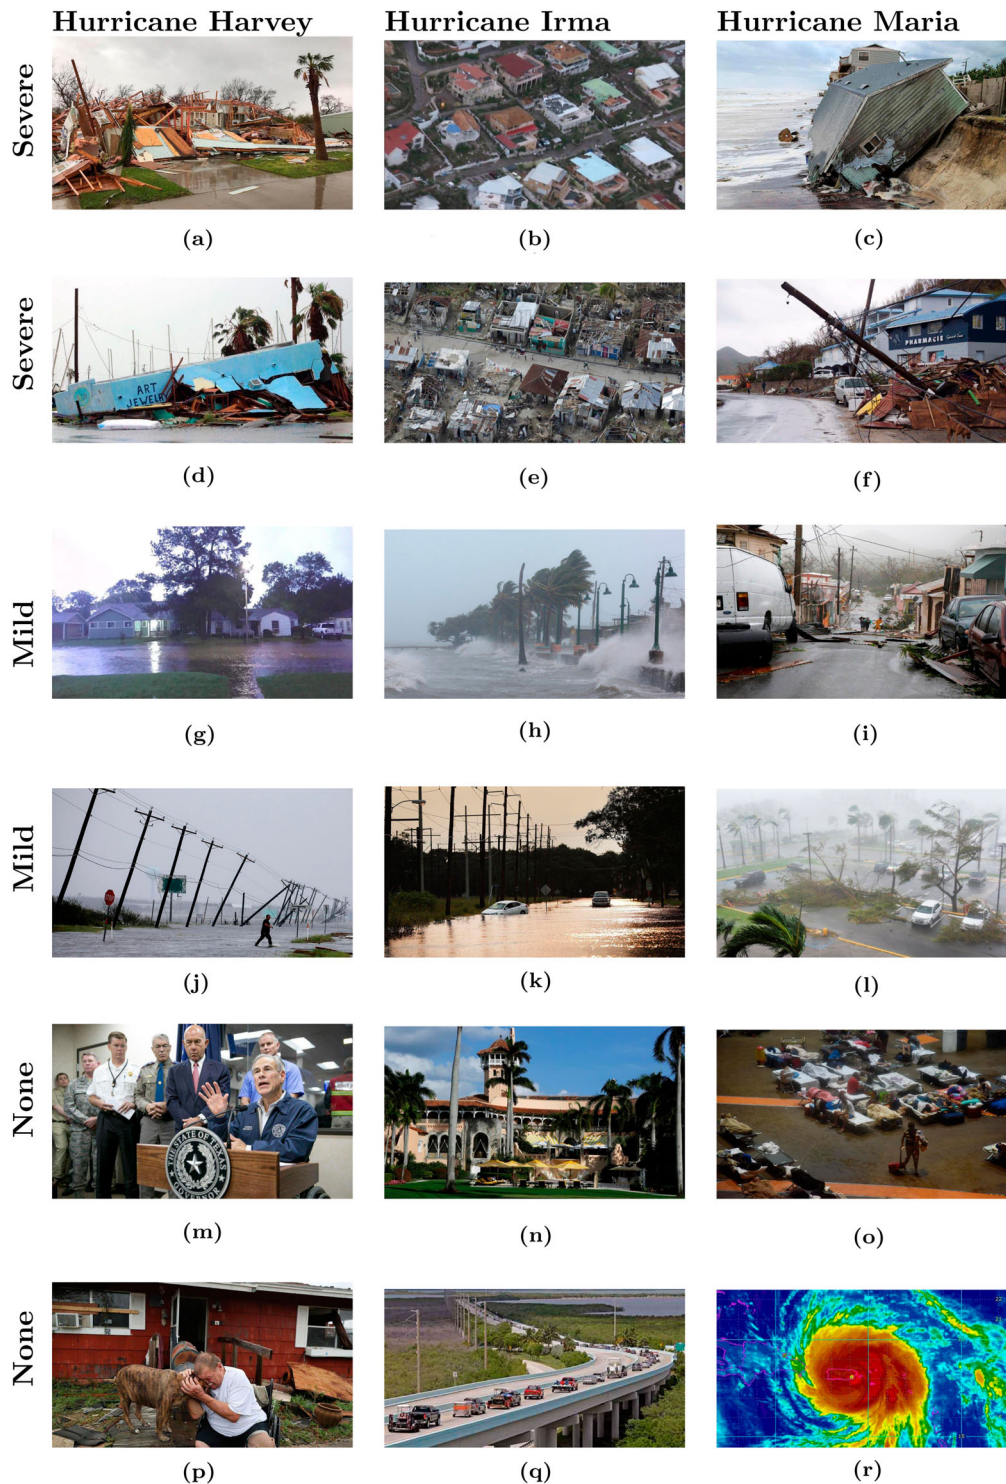 Hurricane Harvey
Hurricane Irma
Hurricane Maria
Severe
(a)
(b)
(c)
Severe
ART
JEWELRY
PHARMACIE
(d)
(e)
(f)
Mild
(g)
(h)
(i)
Mild
(j)
(k)
(l)
None
THE STATE OF TEXAS
GOVERNOR
(m)
(n)
(o)
None
(p)
(q)
(r)